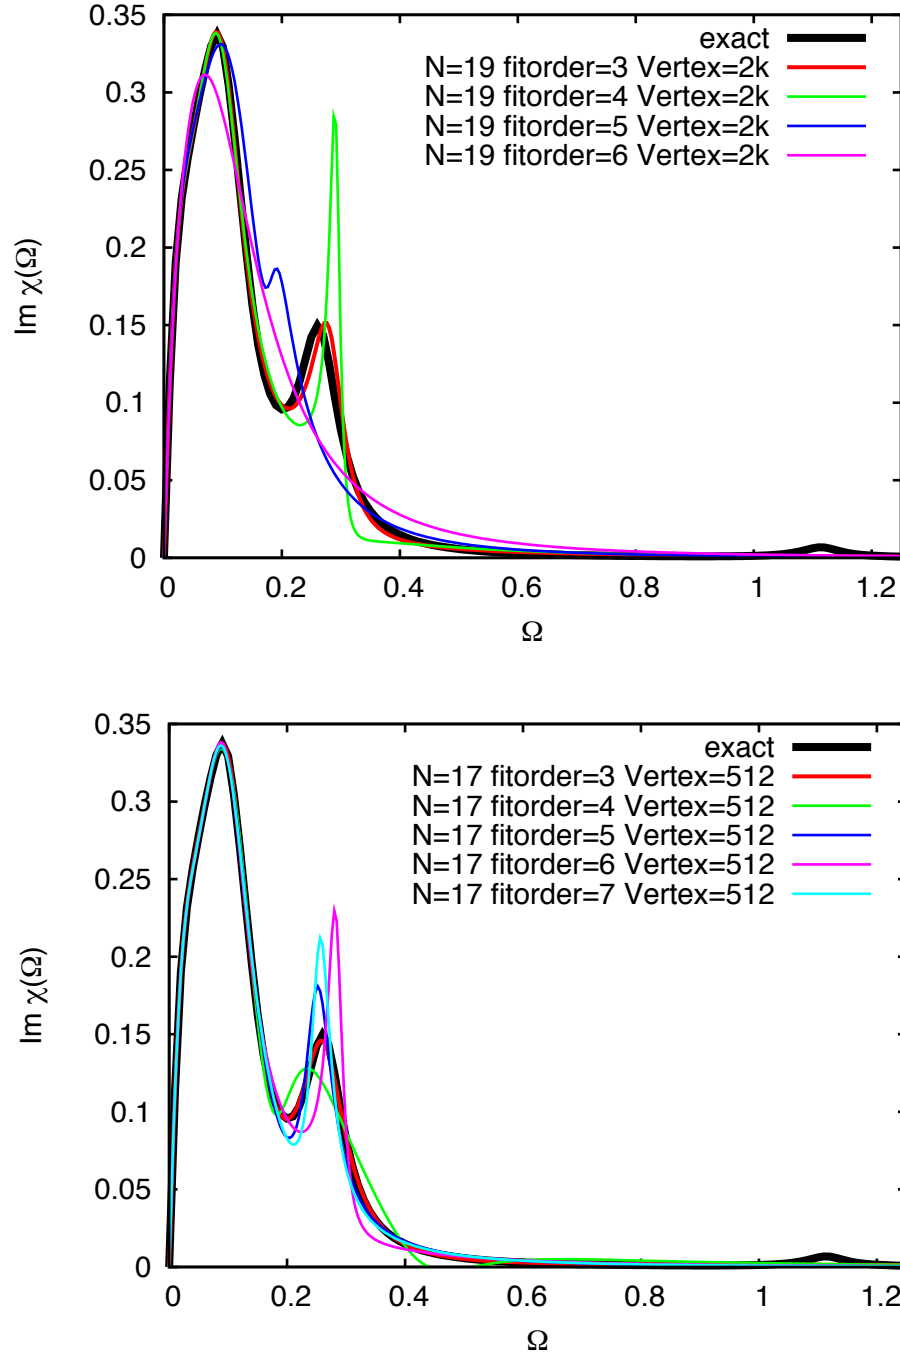 0.35
0.3
0.25
0.2
0.15
0.1
0.05
0
Im χ(Ω)
exact
N=19 fitorder=3 Vertex=2k
N=19 fitorder=4 Vertex=2k
N=19 fitorder=5 Vertex=2k
N=19 fitorder=6 Vertex=2k
0 0.2 0.4 0.6 0.8 1 1.2
Ω
0.35
0.3
0.25
0.2
0.15
0.1
0.05
0
Im χ(Ω)
exact
N=17 fitorder=3 Vertex=512
N=17 fitorder=4 Vertex=512
N=17 fitorder=5 Vertex=512
N=17 fitorder=6 Vertex=512
N=17 fitorder=7 Vertex=512
0 0.2 0.4 0.6 0.8 1 1.2
Ω